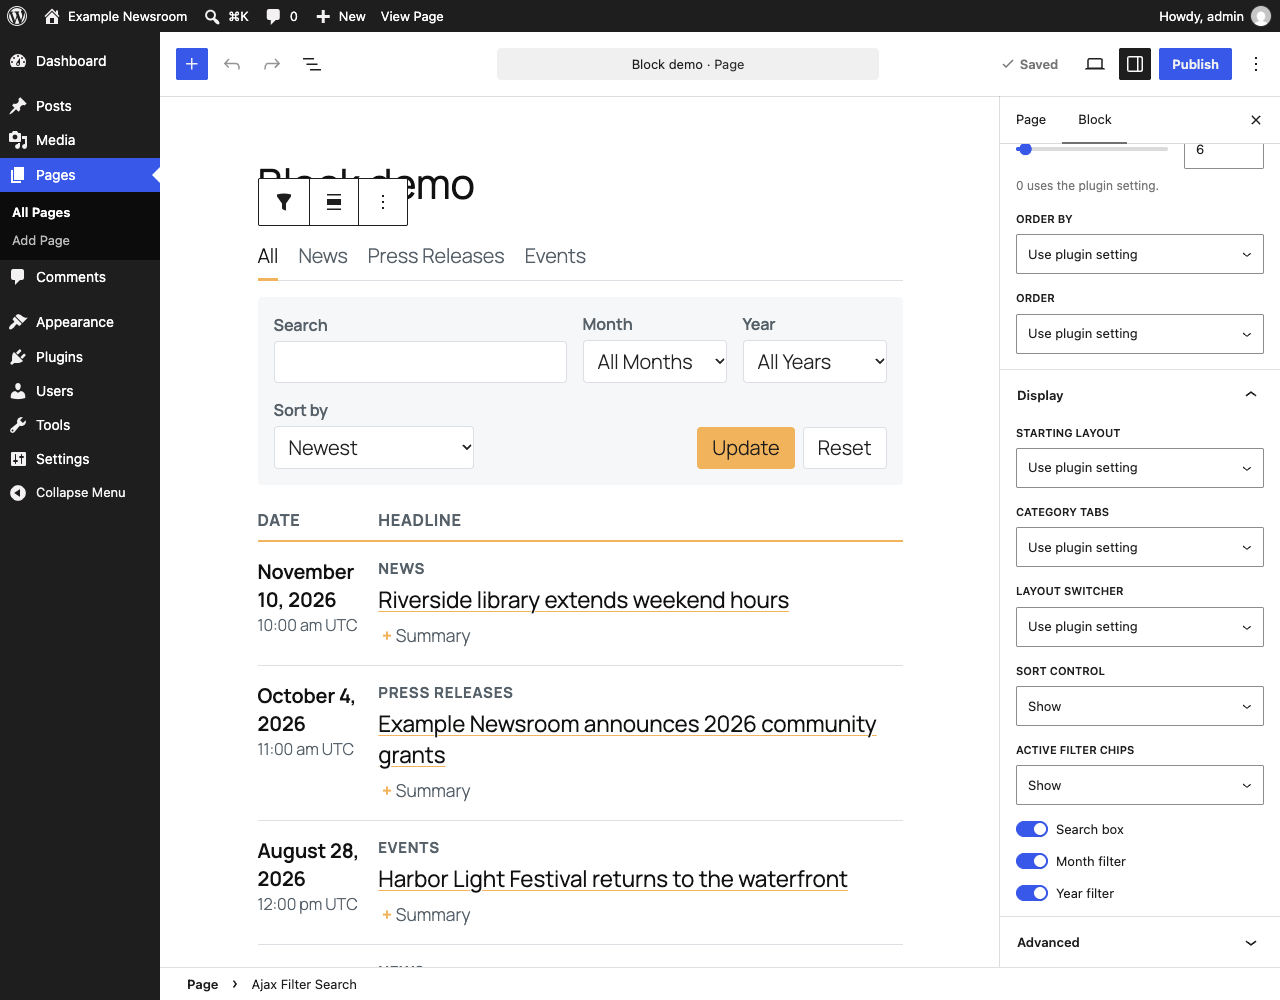 Example Newsroom
⌘K
0
New
View Page
Howdy, admin
Dashboard
Posts
Media
Pages
All Pages
Add Page
Comments
Appearance
Plugins
Users
Tools
Settings
Collapse Menu
Block demo · Page
Saved
Publish
Block demo
All
News
Press Releases
Events
Search
Month
Year
All Months
All Years
Sort by
Newest
Update
Reset
DATE
HEADLINE
November
10, 2026
10:00 am UTC
NEWS
Riverside library extends weekend hours
+ Summary
October 4,
2026
11:00 am UTC
PRESS RELEASES
Example Newsroom announces 2026 community
grants
+ Summary
August 28,
2026
12:00 pm UTC
EVENTS
Harbor Light Festival returns to the waterfront
+ Summary
Page
Block
6
0 uses the plugin setting.
ORDER BY
Use plugin setting
ORDER
Use plugin setting
Display
STARTING LAYOUT
Use plugin setting
CATEGORY TABS
Use plugin setting
LAYOUT SWITCHER
Use plugin setting
SORT CONTROL
Show
ACTIVE FILTER CHIPS
Show
Search box
Month filter
Year filter
Advanced
Page › Ajax Filter Search